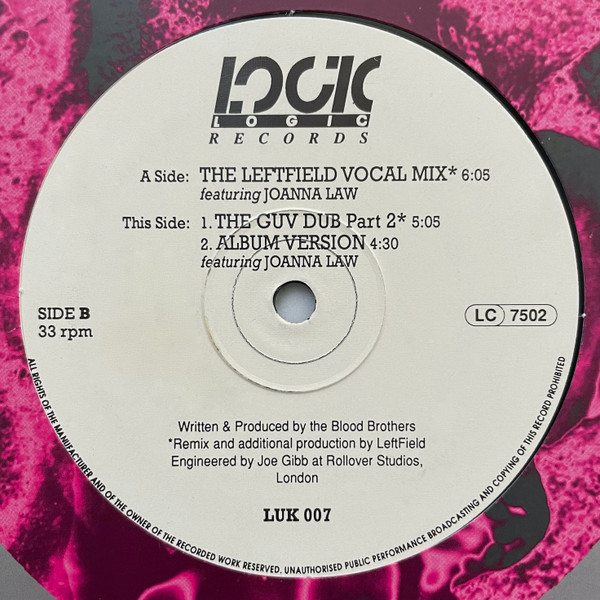 LOGIC
LOGIC
RECORDS
A Side: THE LEFTFIELD VOCAL MIX* 6:05
featuring JOANNA LAW
This Side: 1. THE GUV DUB Part 2* 5:05
2. ALBUM VERSION 4:30
featuring JOANNA LAW
SIDE B
33 rpm
LC 7502
Written & Produced by the Blood Brothers
*Remix and additional production by LeftField
Engineered by Joe Gibb at Rollover Studios,
London
LUK 007
ALL RIGHTS OF THE MANUFACTURER AND OF THE OWNER OF THE RECORDED WORK RESERVED. UNAUTHORISED PUBLIC PERFORMANCE BROADCASTING AND COPYING OF THIS RECORD PROHIBITED